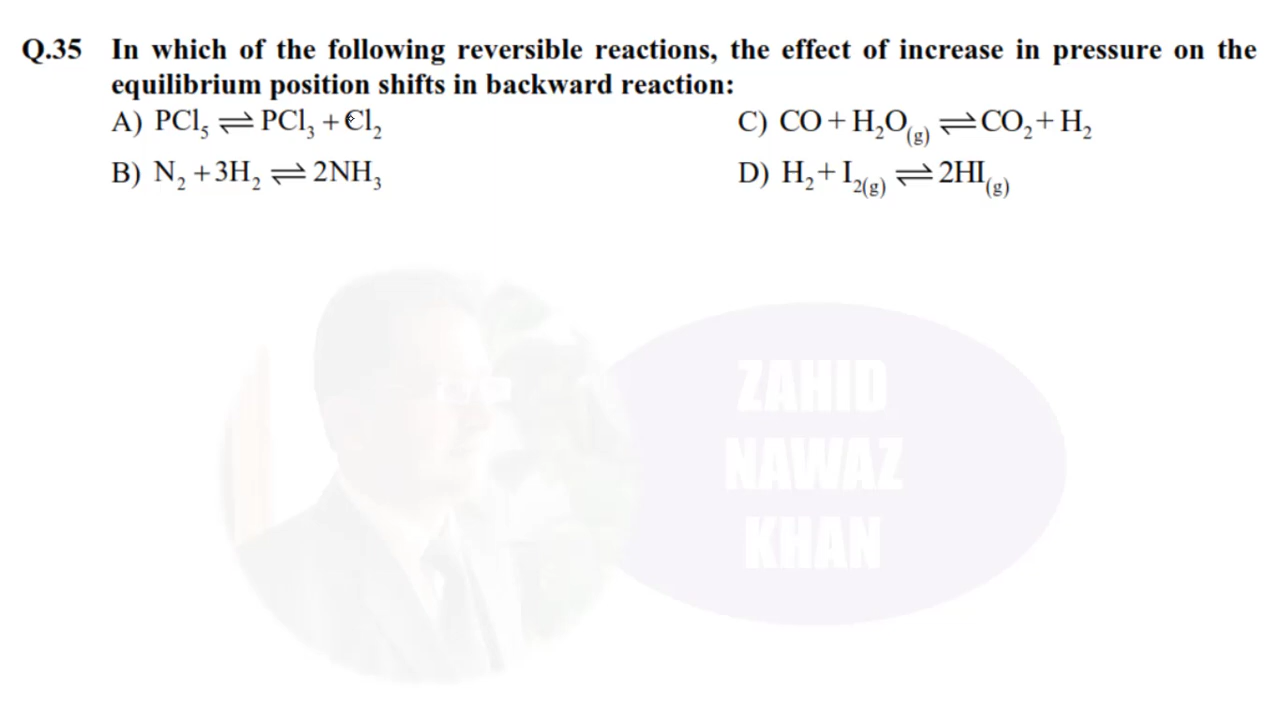 Q.35 In which of the following reversible reactions, the effect of increase in pressure on the
equilibrium position shifts in backward reaction:
A) PCl₅ ⇌ PCl₃ + Cl₂ C) CO + H₂O₍g₎ ⇌ CO₂ + H₂
B) N₂ + 3H₂ ⇌ 2NH₃ D) H₂ + I₂₍g₎ ⇌ 2HI₍g₎
ZAHID
NAWAZ
KHAN